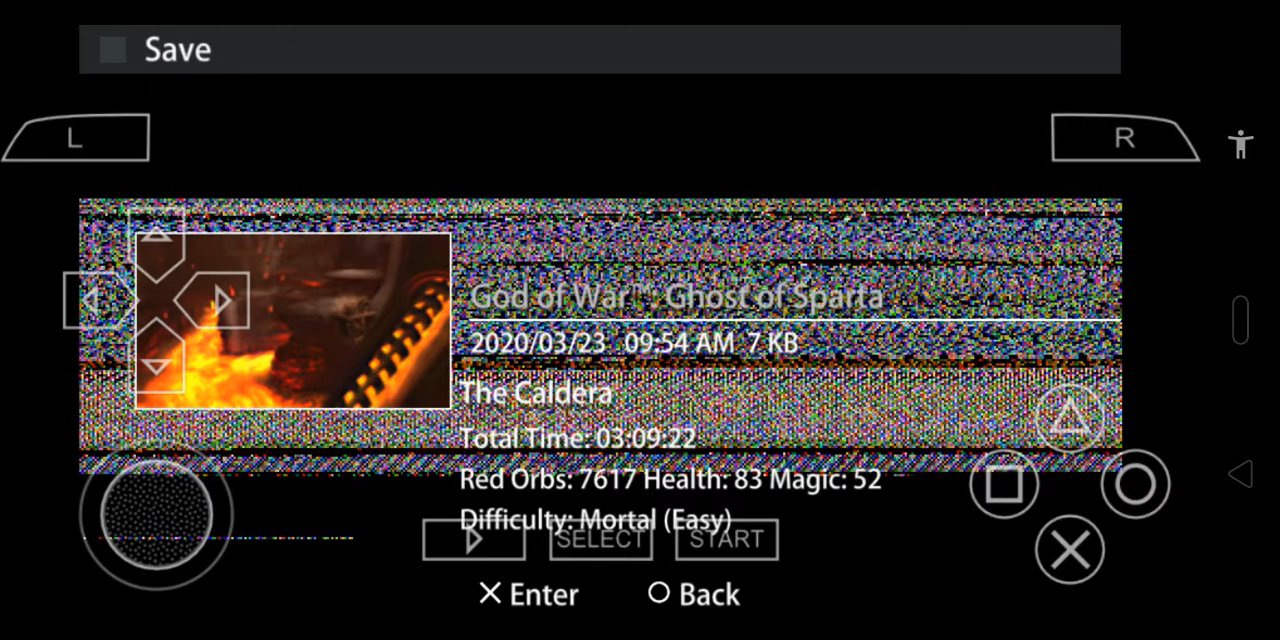 Save
L
R
God of War™: Ghost of Sparta
2020/03/23 09:54 AM 7 KB
The Caldera
Total Time: 03:09:22
Red Orbs: 7617 Health: 83 Magic: 52
Difficulty: Mortal (Easy)
SELECT START
Enter Back